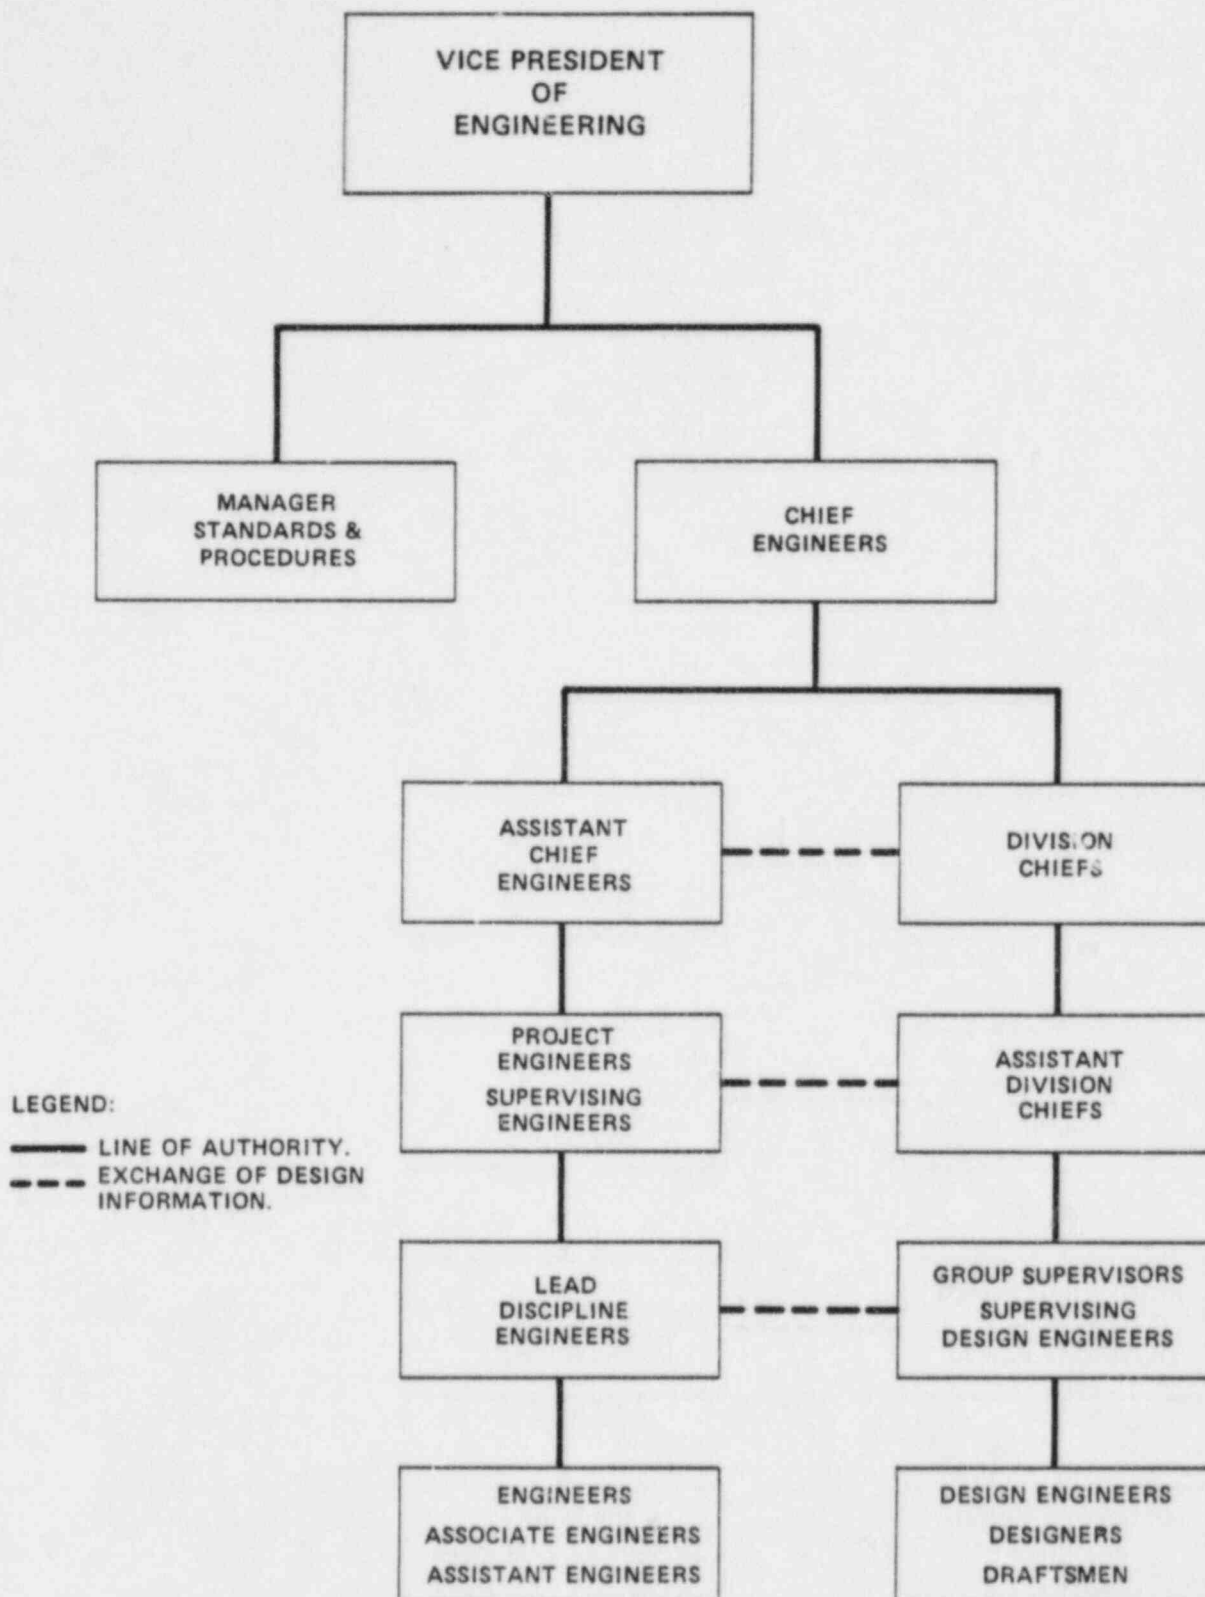 VICE PRESIDENT
OF
ENGINEERING
MANAGER
STANDARDS &
PROCEDURES
CHIEF
ENGINEERS
ASSISTANT
CHIEF
ENGINEERS
DIVISION
CHIEFS
PROJECT
ENGINEERS
SUPERVISING
ENGINEERS
ASSISTANT
DIVISION
CHIEFS
LEGEND:
LINE OF AUTHORITY.
EXCHANGE OF DESIGN
INFORMATION.
LEAD
DISCIPLINE
ENGINEERS
GROUP SUPERVISORS
SUPERVISING
DESIGN ENGINEERS
ENGINEERS
ASSOCIATE ENGINEERS
ASSISTANT ENGINEERS
DESIGN ENGINEERS
DESIGNERS
DRAFTSMEN